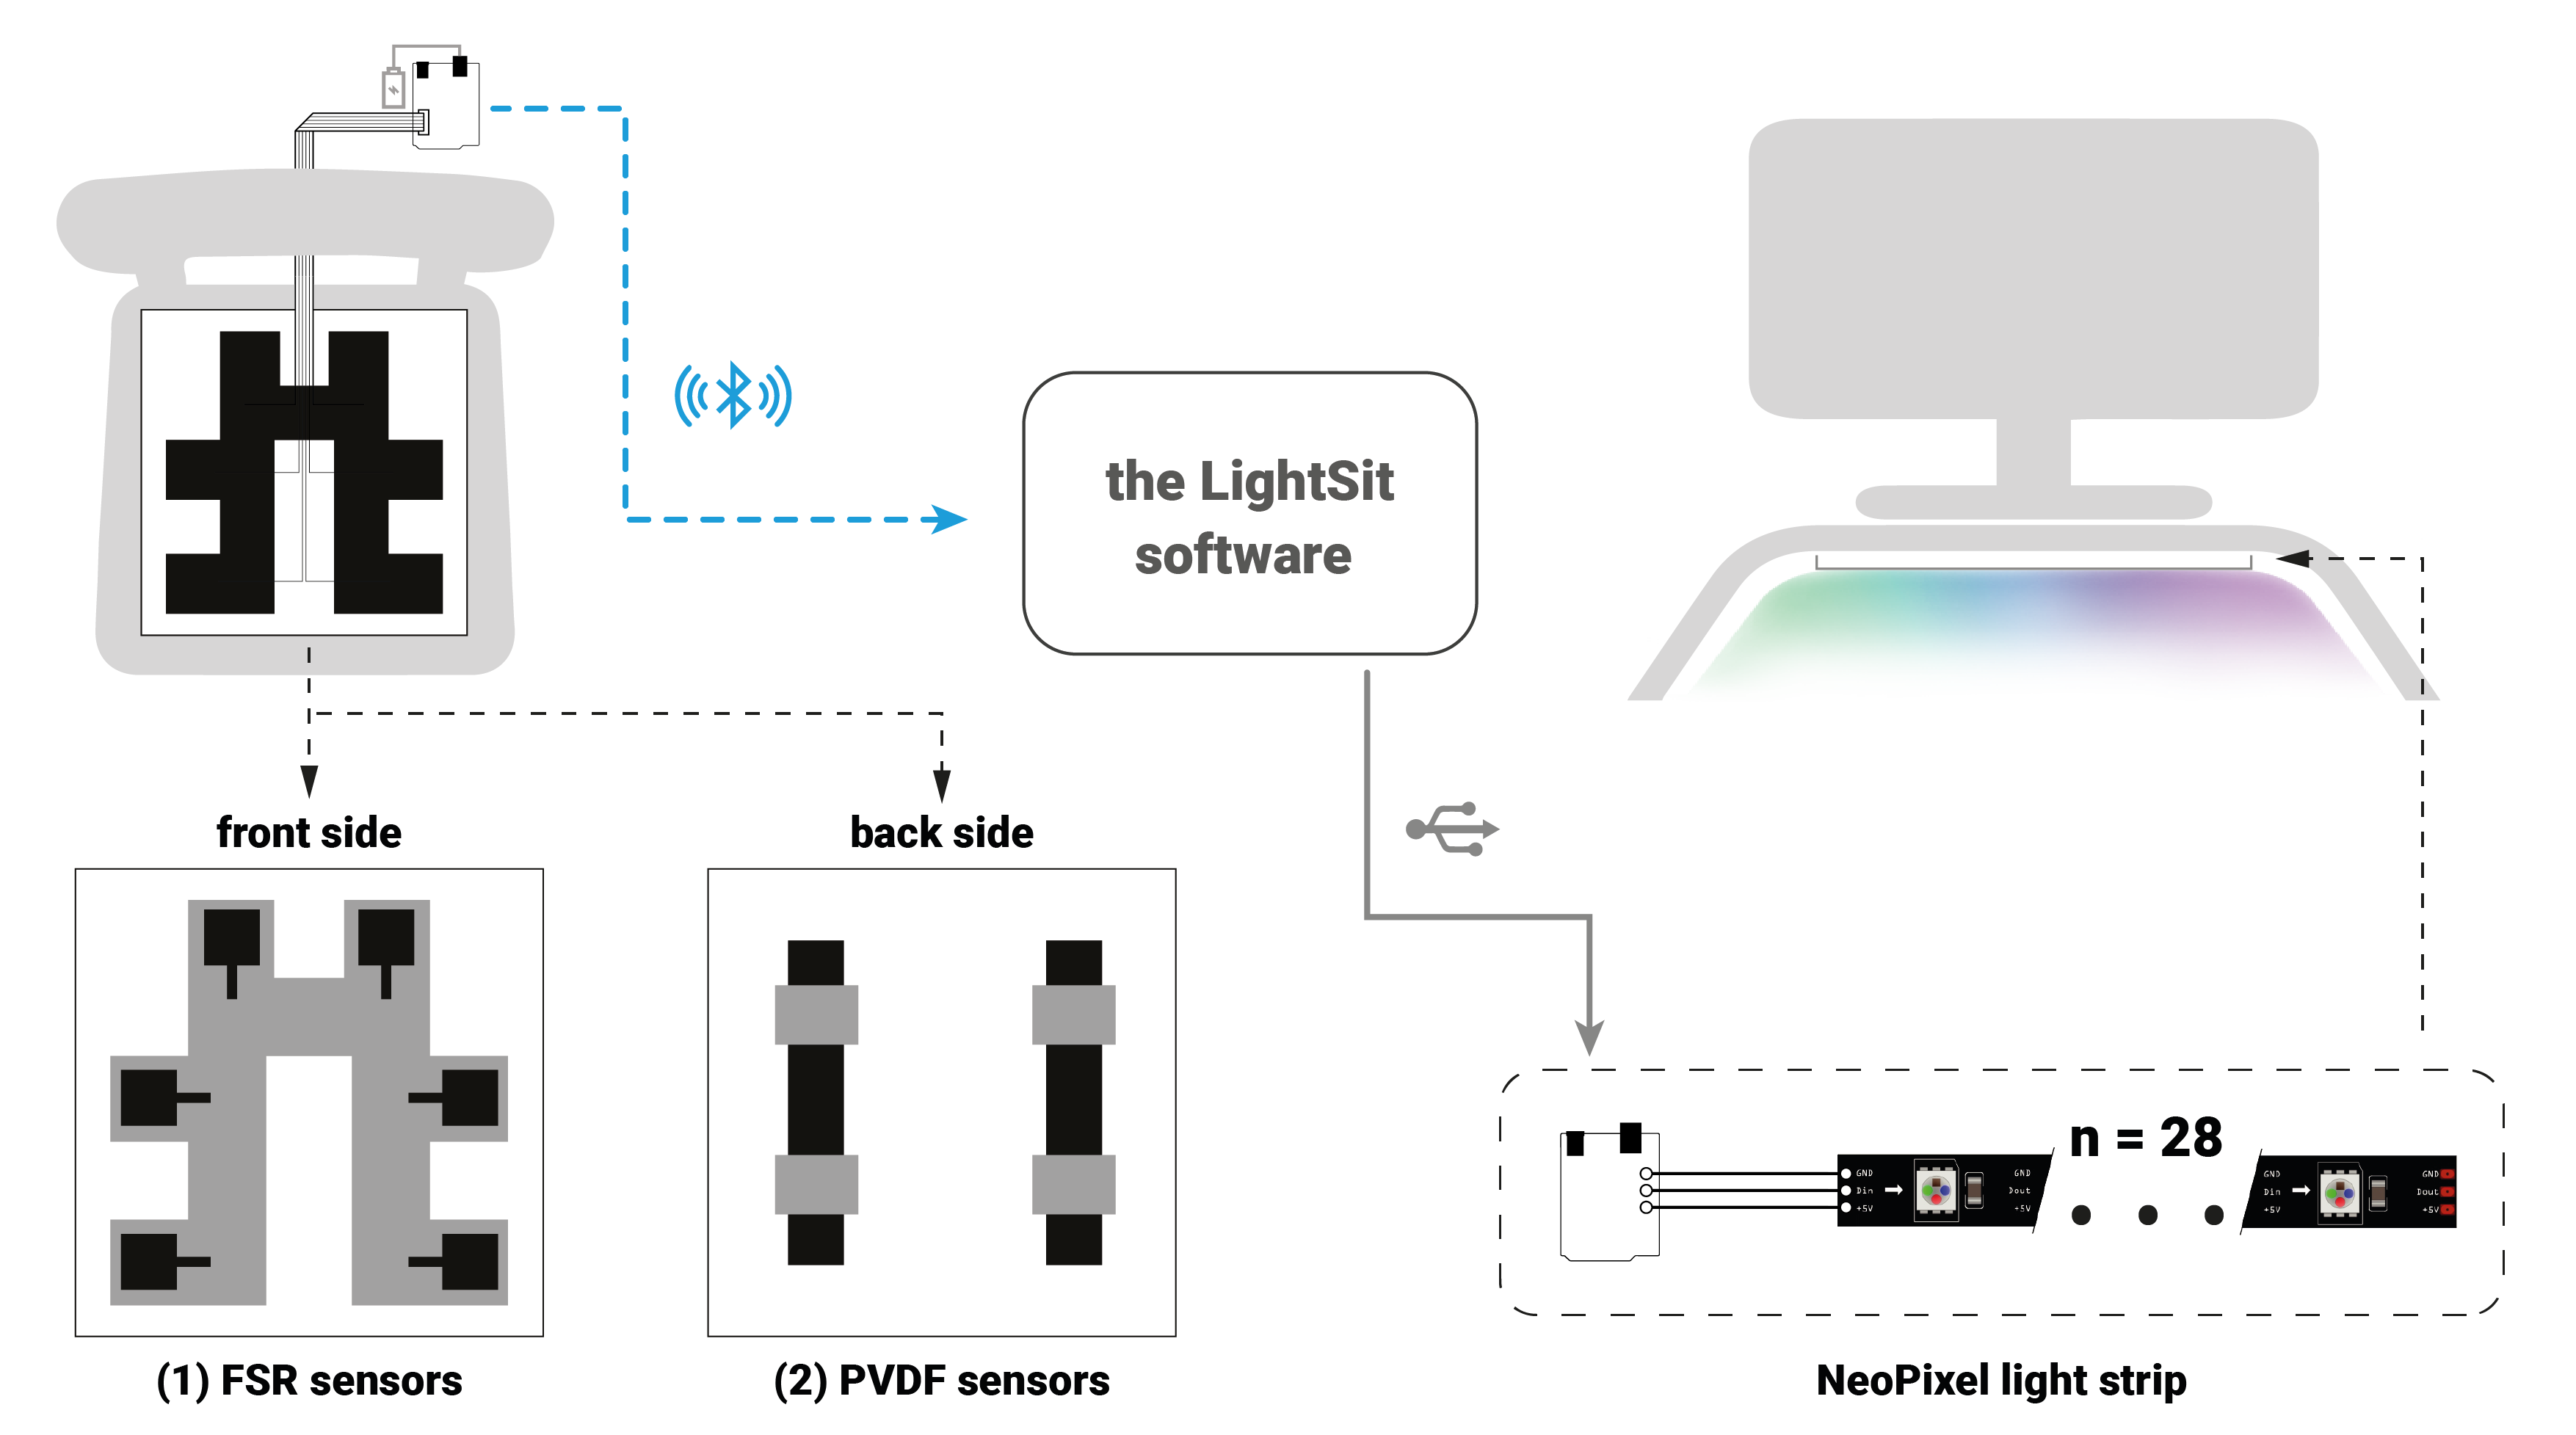 the LightSit
software
front side
back side
(1) FSR sensors
(2) PVDF sensors
n = 28
GND
Din
+5V
GND
Dout
+5V
GND
Din
+5V
GND
Dout
+5V
NeoPixel light strip